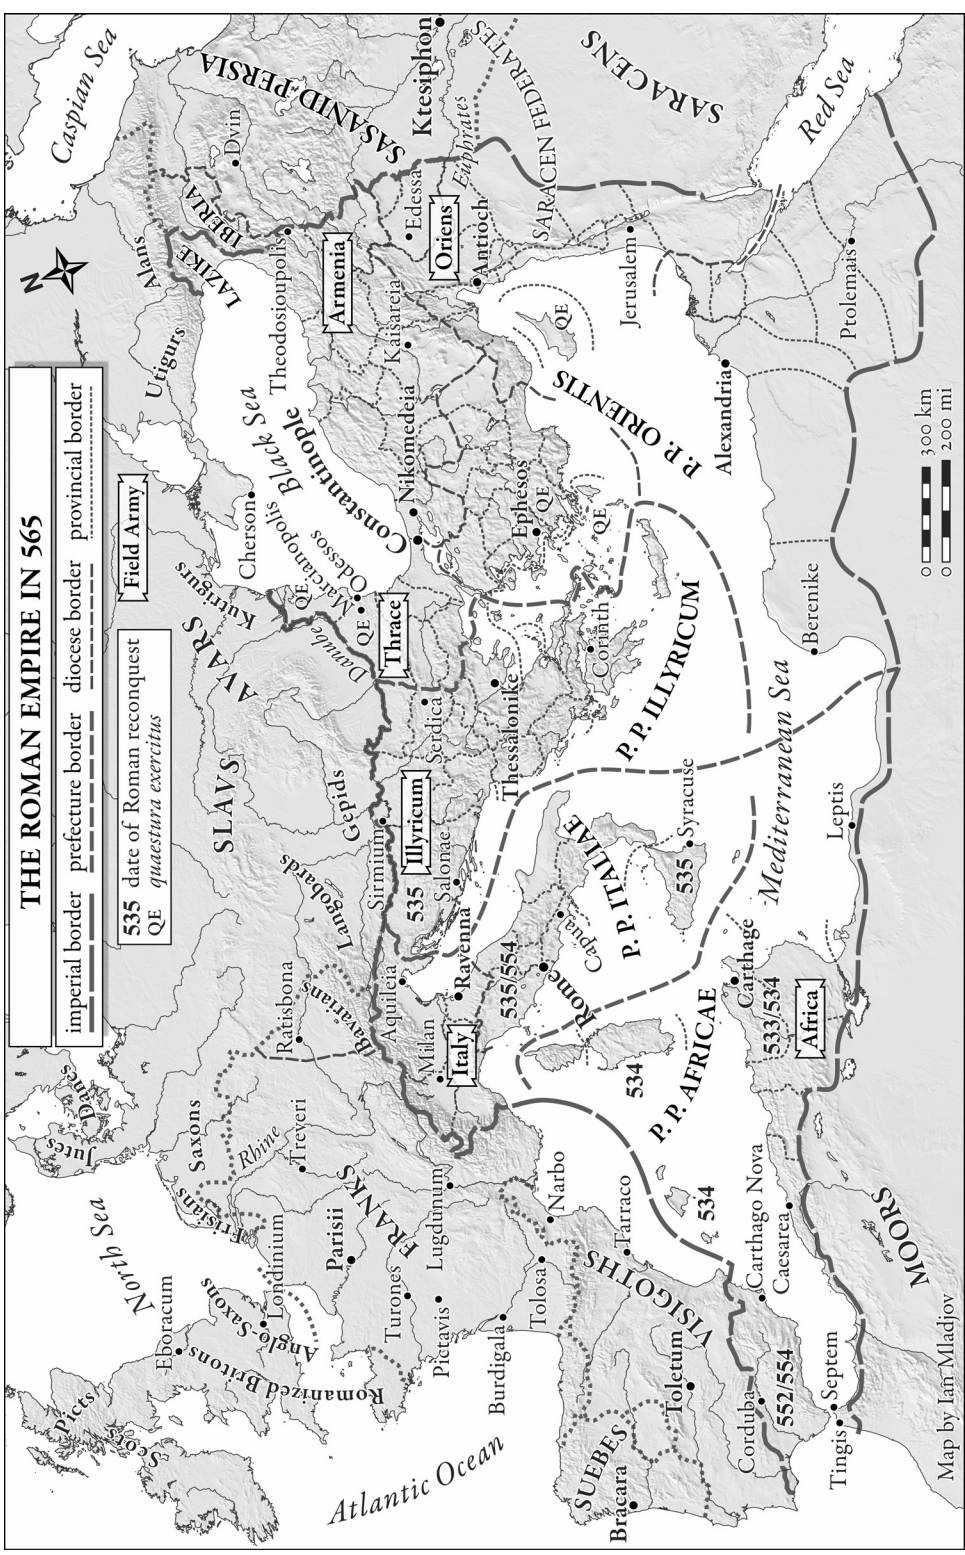 THE ROMAN EMPIRE IN 565
imperial border
prefecture border
diocese border
provincial border
535 date of Roman reconquest
QE quaestura exercitus
Field Army
Picts
Scots
Eboracum
Romanized Britons
Anglo-Saxons
Londinium
North Sea
Jutes
Danes
Frisians
Saxons
Rhine
Treveri
Ratisbona
Bavarians
Langobards
SLAVS
AVARS
Gepids
Kutrigurs
Utigurs
Alans
Caspian Sea
Cherson
Black Sea
LAZIKE
IBERIA
Dvin
SASANID PERSIA
Atlantic Ocean
Parisii
FRANKS
Turones
Pictavis
Lugdunum
Burdigala
Tolosa
Narbo
Milan
Italy
Aquileia
Ravenna
535/554
535
Salonae
Sirmium
Illyricum
Danube
Serdica
Thrace
QE
Marcianopolis
QE
Odessos
Constantinople
Nikomedeia
Theodosioupolis
Armenia
Kaisareia
Edessa
Oriens
Antioch
Euphrates
Ktesiphon
SARACEN FEDERATES
SARACENS
SUEBES
Bracara
VISIGOTHS
Toletum
Tarraco
Corduba
552/554
Carthago Nova
534
534
Rome
Capua
P. P. ITALIAE
Syracuse
535
Thessalonike
Corinth
P. P. ILLYRICUM
Ephesos
QE
QE
QE
P. P. ORIENTIS
Jerusalem
Septem
Tingis
Caesarea
MOORS
P. P. AFRICAE
Carthage
533/534
Africa
Mediterranean Sea
Leptis
Berenike
Alexandria
Ptolemais
Red Sea
N
0 300 km
0 200 mi
Map by Ian Mladjov